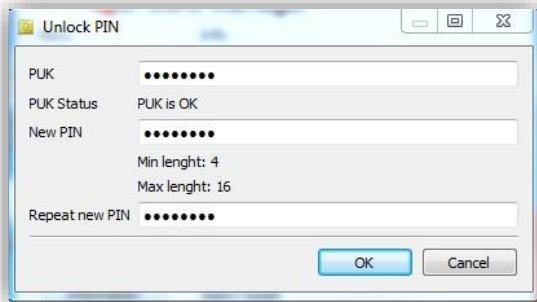 Unlock PIN
PUK ••••••••
PUK Status PUK is OK
New PIN ••••••••
Min lenght: 4
Max lenght: 16
Repeat new PIN ••••••••
OK Cancel